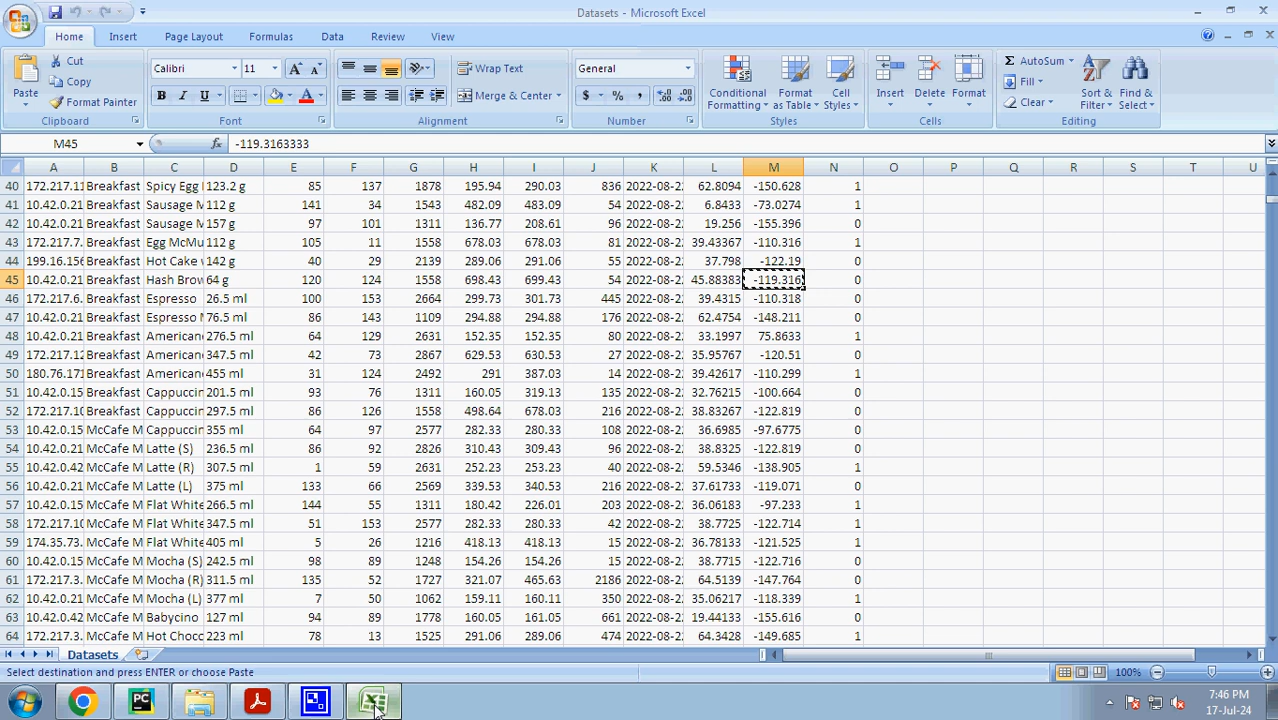 Datasets - Microsoft Excel
Home Insert Page Layout Formulas Data Review View
Cut
Copy
Format Painter
Paste
Clipboard
Calibri 11
B I U
Font
Wrap Text
Merge & Center
Alignment
General
$ % ,
Number
Conditional Formatting
Format as Table
Cell Styles
Styles
Insert Delete Format
Cells
Σ AutoSum
Fill
Clear
Sort & Filter
Find & Select
Editing
M45 fx -119.3163333
A B C D E F G H I J K L M N O P Q R S T U
40 172.217.11 Breakfast Spicy Egg 123.2 g 85 137 1878 195.94 290.03 836 2022-08-2 62.8094 -150.628 1
41 10.42.0.21 Breakfast Sausage M 112 g 141 34 1543 482.09 483.09 54 2022-08-2 6.8433 -73.0274 1
42 10.42.0.21 Breakfast Sausage M 157 g 97 101 1311 136.77 208.61 96 2022-08-2 19.256 -155.396 0
43 172.217.7. Breakfast Egg McMu 112 g 105 11 1558 678.03 678.03 81 2022-08-2 39.43367 -110.316 1
44 199.16.156 Breakfast Hot Cake 142 g 40 29 2139 289.06 291.06 55 2022-08-2 37.798 -122.19 0
45 10.42.0.21 Breakfast Hash Brow 64 g 120 124 1558 698.43 699.43 54 2022-08-2 45.88383 -119.316 0
46 172.217.6. Breakfast Espresso 26.5 ml 100 153 2664 299.73 301.73 445 2022-08-2 39.4315 -110.318 0
47 10.42.0.21 Breakfast Espresso 76.5 ml 86 143 1109 294.88 294.88 176 2022-08-2 62.4754 -148.211 0
48 10.42.0.21 Breakfast American 276.5 ml 64 129 2631 152.35 152.35 80 2022-08-2 33.1997 75.8633 1
49 172.217.12 Breakfast American 347.5 ml 42 73 2867 629.53 630.53 27 2022-08-2 35.95767 -120.51 0
50 180.76.171 Breakfast American 455 ml 31 124 2492 291 387.03 14 2022-08-2 39.42617 -110.299 1
51 10.42.0.15 Breakfast Cappuccin 201.5 ml 93 76 1311 160.05 319.13 135 2022-08-2 32.76215 -100.664 0
52 172.217.10 Breakfast Cappuccin 297.5 ml 86 126 1558 498.64 678.03 216 2022-08-2 38.83267 -122.819 0
53 10.42.0.15 McCafe M Cappuccin 355 ml 64 97 2577 282.33 280.33 108 2022-08-2 36.6985 -97.6775 0
54 10.42.0.21 McCafe M Latte (S) 236.5 ml 86 92 2826 310.43 309.43 96 2022-08-2 38.8325 -122.819 0
55 10.42.0.42 McCafe M Latte (R) 307.5 ml 1 59 2631 252.23 253.23 40 2022-08-2 59.5346 -138.905 1
56 10.42.0.21 McCafe M Latte (L) 375 ml 133 66 2569 339.53 340.53 216 2022-08-2 37.61733 -119.071 0
57 10.42.0.15 McCafe M Flat White 266.5 ml 144 55 1311 180.42 226.01 203 2022-08-2 36.06183 -97.233 1
58 172.217.10 McCafe M Flat White 347.5 ml 51 153 2577 282.33 280.33 42 2022-08-2 38.7725 -122.714 1
59 174.35.73. McCafe M Flat White 405 ml 5 26 1216 418.13 418.13 15 2022-08-2 36.78133 -121.525 1
60 10.42.0.15 McCafe M Mocha (S) 242.5 ml 98 89 1248 154.26 154.26 15 2022-08-2 38.7715 -122.716 0
61 172.217.3. McCafe M Mocha (R) 311.5 ml 135 52 1727 321.07 465.63 2186 2022-08-2 64.5139 -147.764 0
62 10.42.0.21 McCafe M Mocha (L) 377 ml 7 50 1062 159.11 160.11 350 2022-08-2 35.06217 -118.339 1
63 10.42.0.42 McCafe M Babycino 127 ml 94 89 1778 160.05 161.05 661 2022-08-2 19.44133 -155.616 0
64 172.217.3. McCafe M Hot Choco 223 ml 78 13 1525 291.06 289.06 474 2022-08-2 64.3428 -149.685 1
Datasets
Select destination and press ENTER or choose Paste 100%
PC
7:46 PM
17-Jul-24